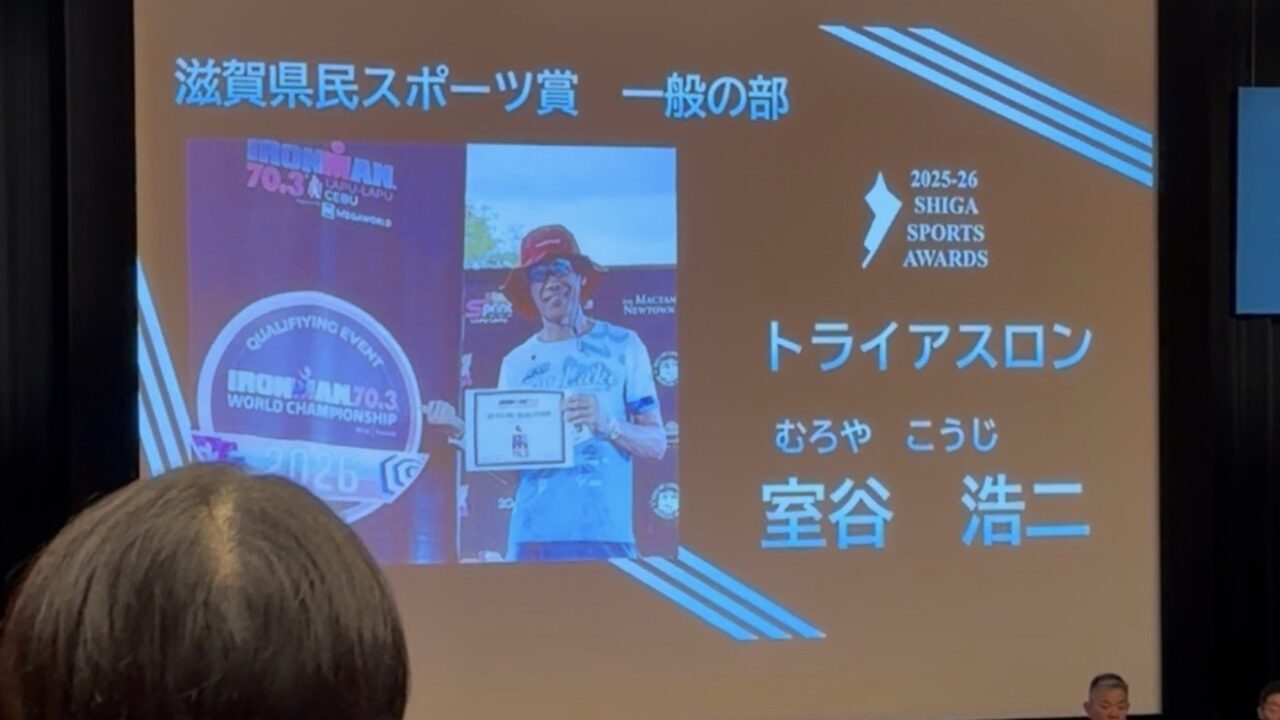 滋賀県民スポーツ賞　一般の部
IRONMAN
70.3 LAPU-LAPU
CEBU
MEGAWORLD
QUALIFIYING EVENT
IRONMAN 70.3
WORLD CHAMPIONSHIP
2026
THE MACTAN
NEWTOWN
2025-26
SHIGA
SPORTS
AWARDS
トライアスロン
むろや　こうじ
室谷　浩二